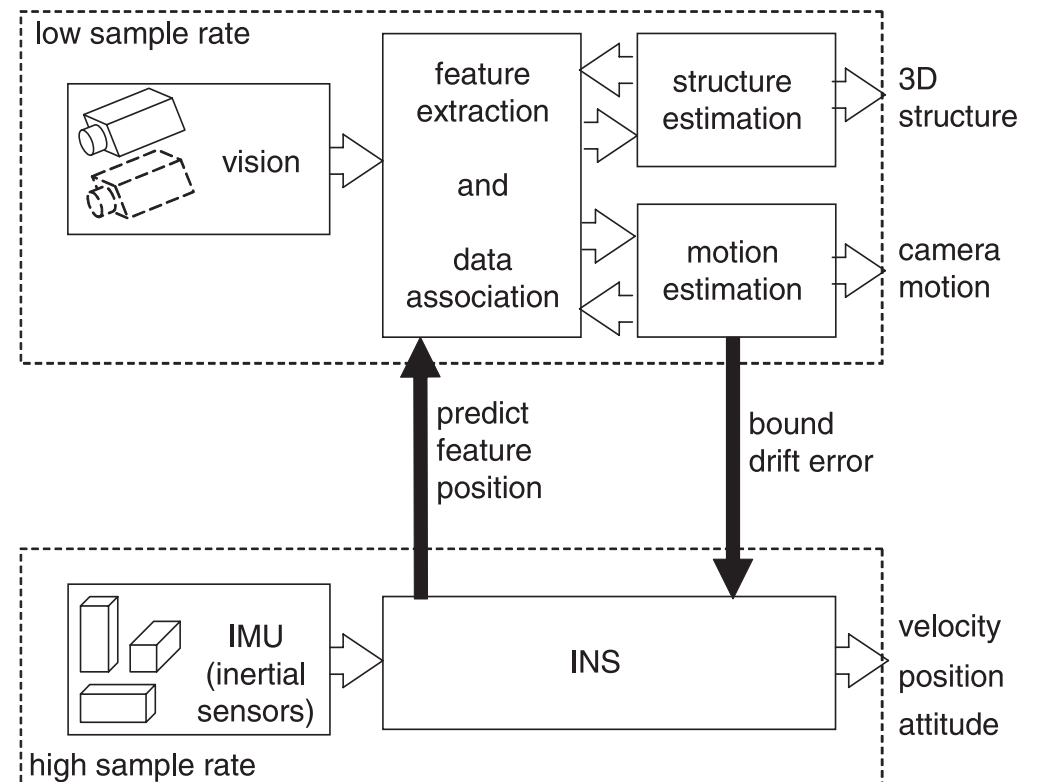 low sample rate
vision
feature
extraction
and
data
association
structure
estimation
3D
structure
motion
estimation
camera
motion
predict
feature
position
bound
drift error
IMU
(inertial
sensors)
INS
velocity
position
attitude
high sample rate